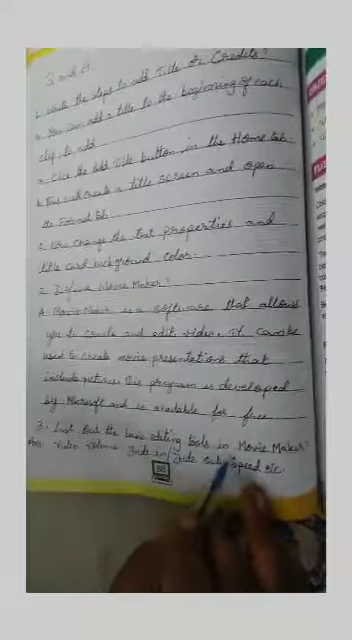 Q and A.
1. Write the steps to add Title or Credits?
A. You can add a title to the beginning of each
clip to add
a. Click the Add Title button in the Home tab.
b. This will create a title screen and open
the Format tab.
c. Now change the text properties and
title card background color.
2. Define Movie Maker?
A. Movie Maker is a software that allows
you to create and edit video. It can be
used to create movie presentations that
include pictures. This program is developed
by Microsoft and is available for free
3. List out the basic editing tools in Movie Maker?
Ans. Video Volume Fade in/Fade out, Speed etc.